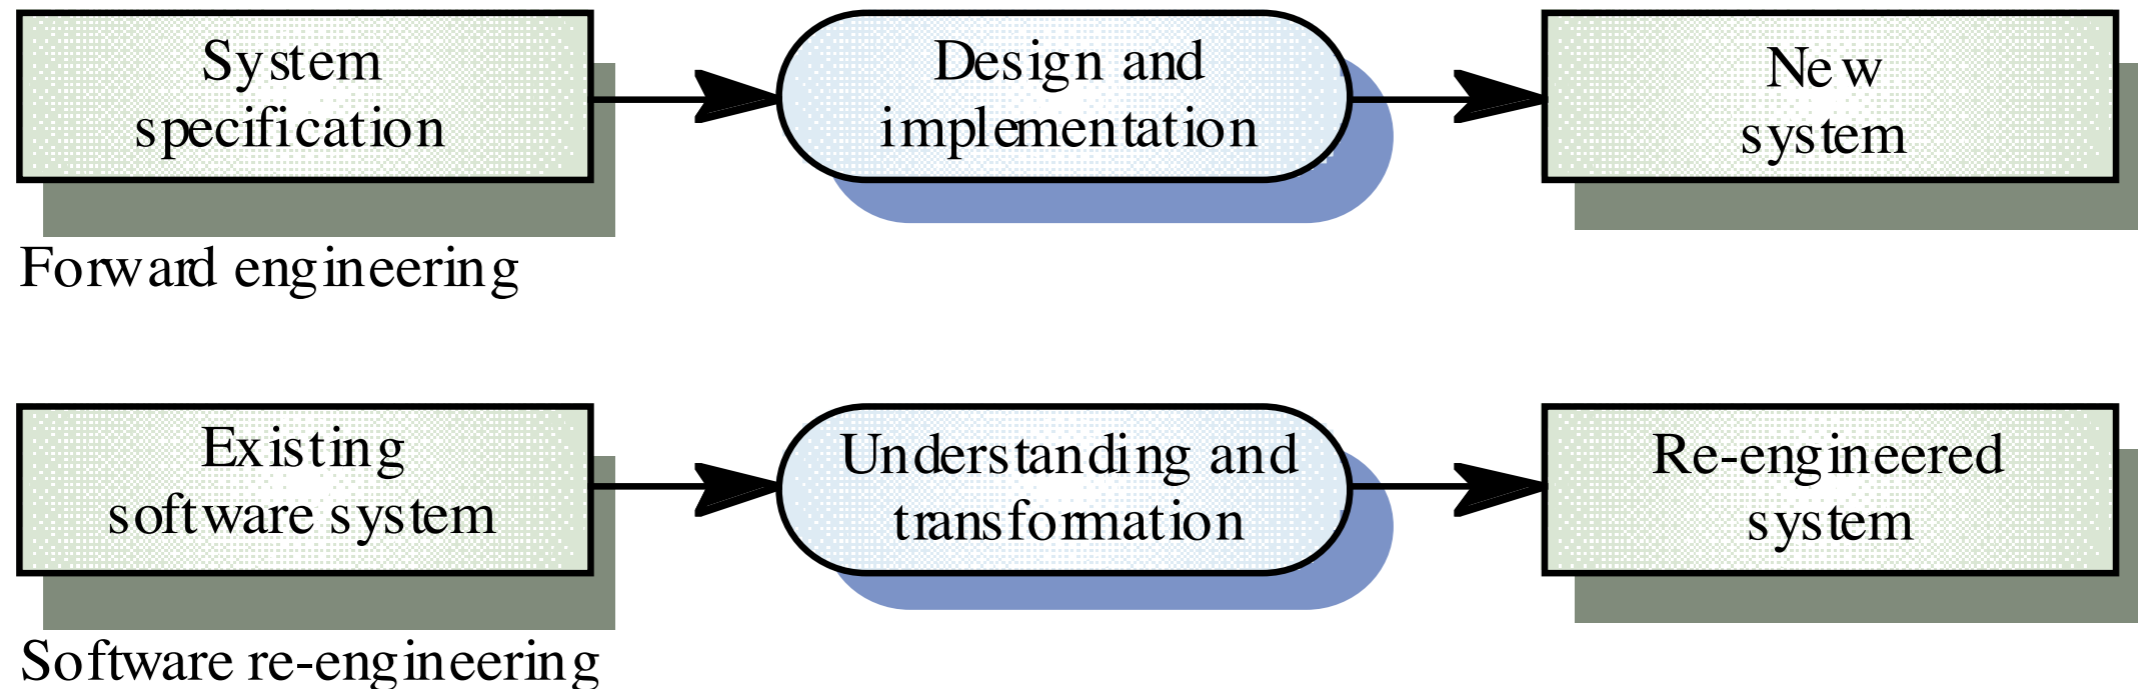 System
specification
Design and
implementation
New
system
Forward engineering
Existing
software system
Understanding and
transformation
Re-engineered
system
Software re-engineering